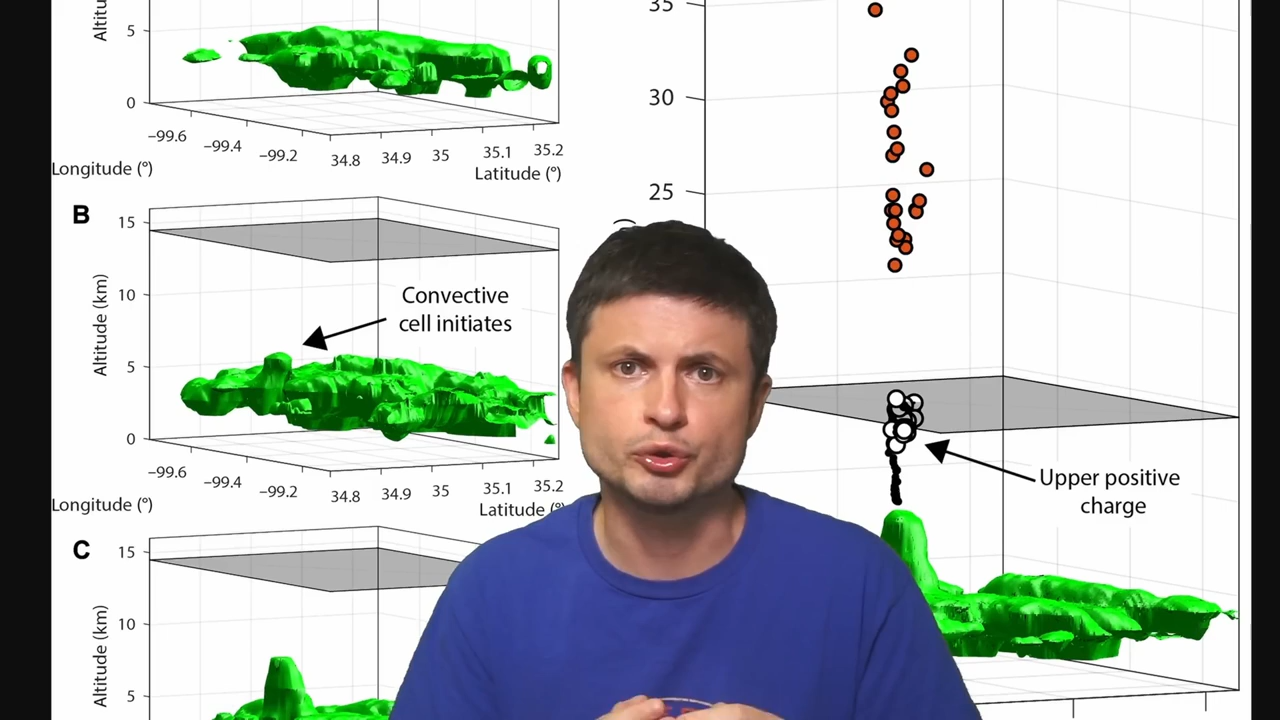 Altitu
5
0
−99.6
−99.4
−99.2
34.8
34.9
35
35.1
35.2
Longitude (°)
Latitude (°)
B
15
10
5
0
Altitude (km)
Convective
cell initiates
−99.6
−99.4
−99.2
34.8
34.9
35
35.1
35.2
Longitude (°)
Latitude (°)
C
15
10
5
Altitude (km)
35
30
25
Upper positive
charge